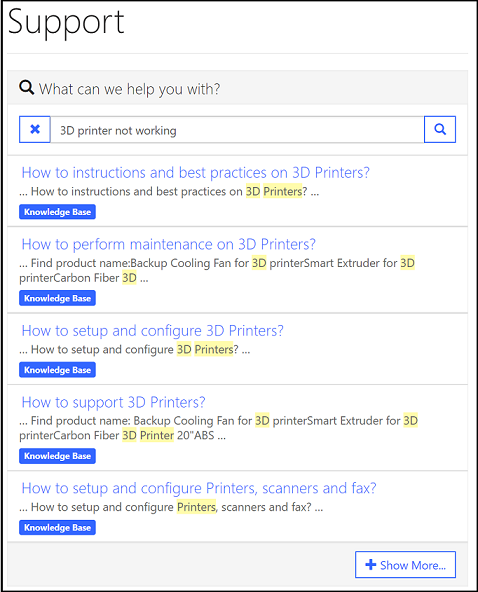 Support
What can we help you with?
3D printer not working
How to instructions and best practices on 3D Printers?
... How to instructions and best practices on 3D Printers? ...
Knowledge Base
How to perform maintenance on 3D Printers?
... Find product name:Backup Cooling Fan for 3D printerSmart Extruder for 3D
printerCarbon Fiber 3D ...
Knowledge Base
How to setup and configure 3D Printers?
... How to setup and configure 3D Printers? ...
Knowledge Base
How to support 3D Printers?
... Find product name: Backup Cooling Fan for 3D printerSmart Extruder for 3D
printerCarbon Fiber 3D Printer 20"ABS ...
Knowledge Base
How to setup and configure Printers, scanners and fax?
... How to setup and configure Printers, scanners and fax? ...
Knowledge Base
Show More...